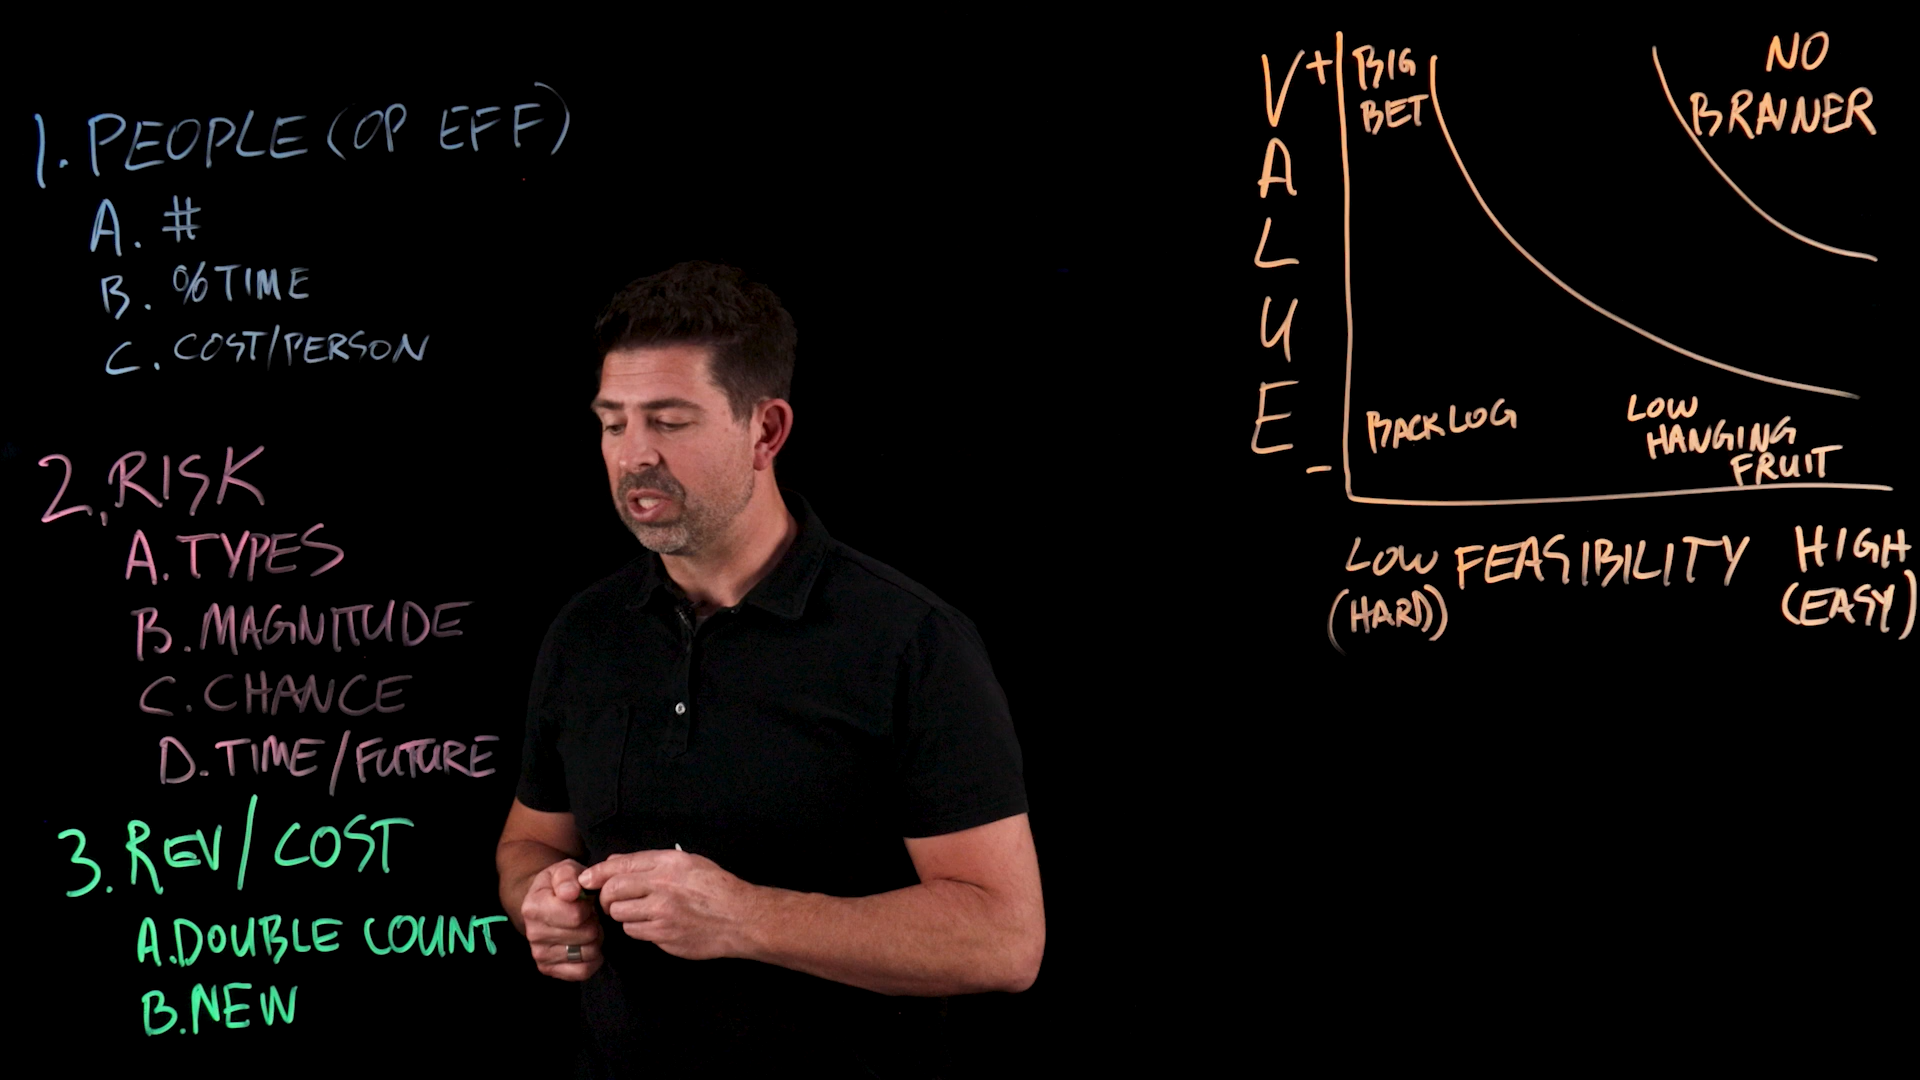 1. PEOPLE (OP EFF)
A. #
B. % TIME
C. COST/PERSON
2. RISK
A. TYPES
B. MAGNITUDE
C. CHANCE
D. TIME/FUTURE
3. REV/COST
A. DOUBLE COUNT
B. NEW
VALUE
+
-
BIG
BET
NO
BRAINER
BACKLOG
LOW
HANGING
FRUIT
LOW FEASIBILITY HIGH
(HARD) (EASY)